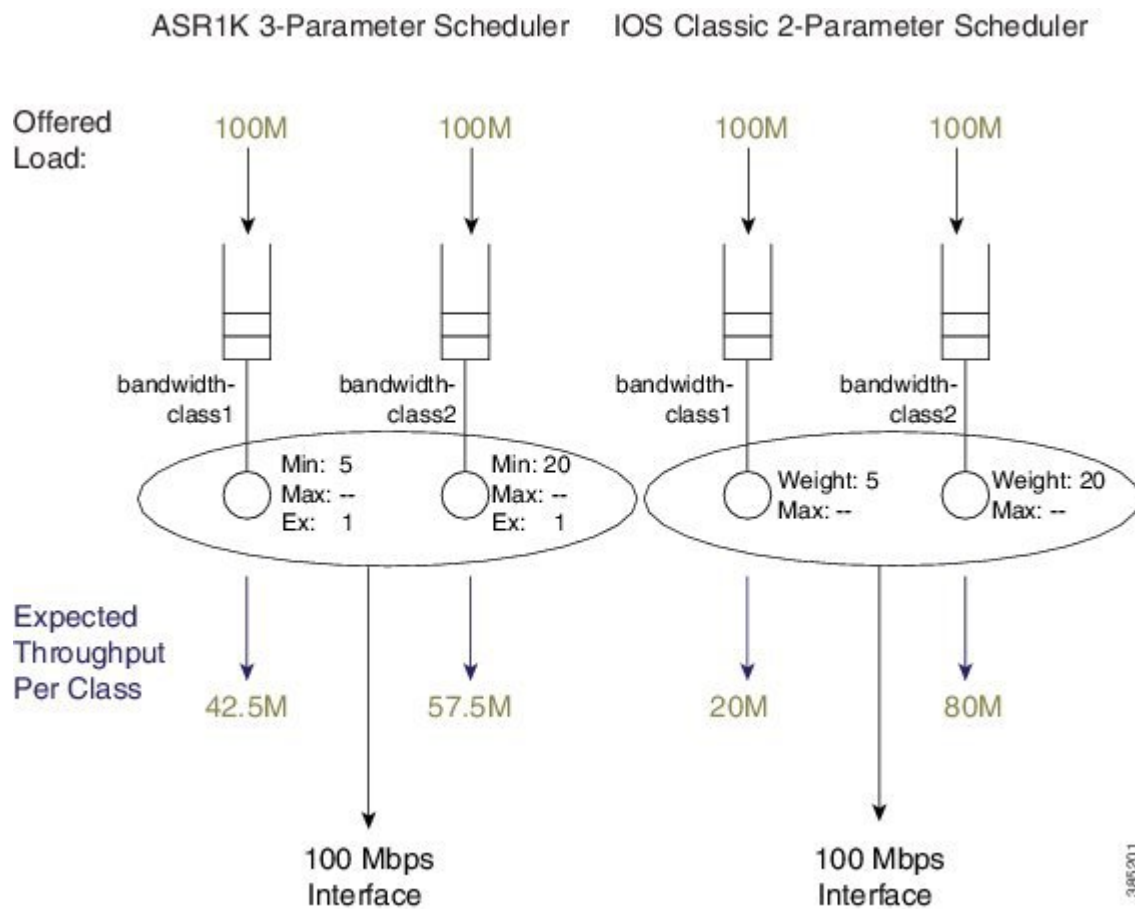 ASR1K 3-Parameter Scheduler
IOS Classic 2-Parameter Scheduler
Offered
Load:
100M
100M
100M
100M
bandwidth-
class1
bandwidth-
class2
bandwidth-
class1
bandwidth-
class2
Min: 5
Max: --
Ex: 1
Min: 20
Max: --
Ex: 1
Weight: 5
Max: --
Weight: 20
Max: --
Expected
Throughput
Per Class
42.5M
57.5M
20M
80M
100 Mbps
Interface
100 Mbps
Interface
385201